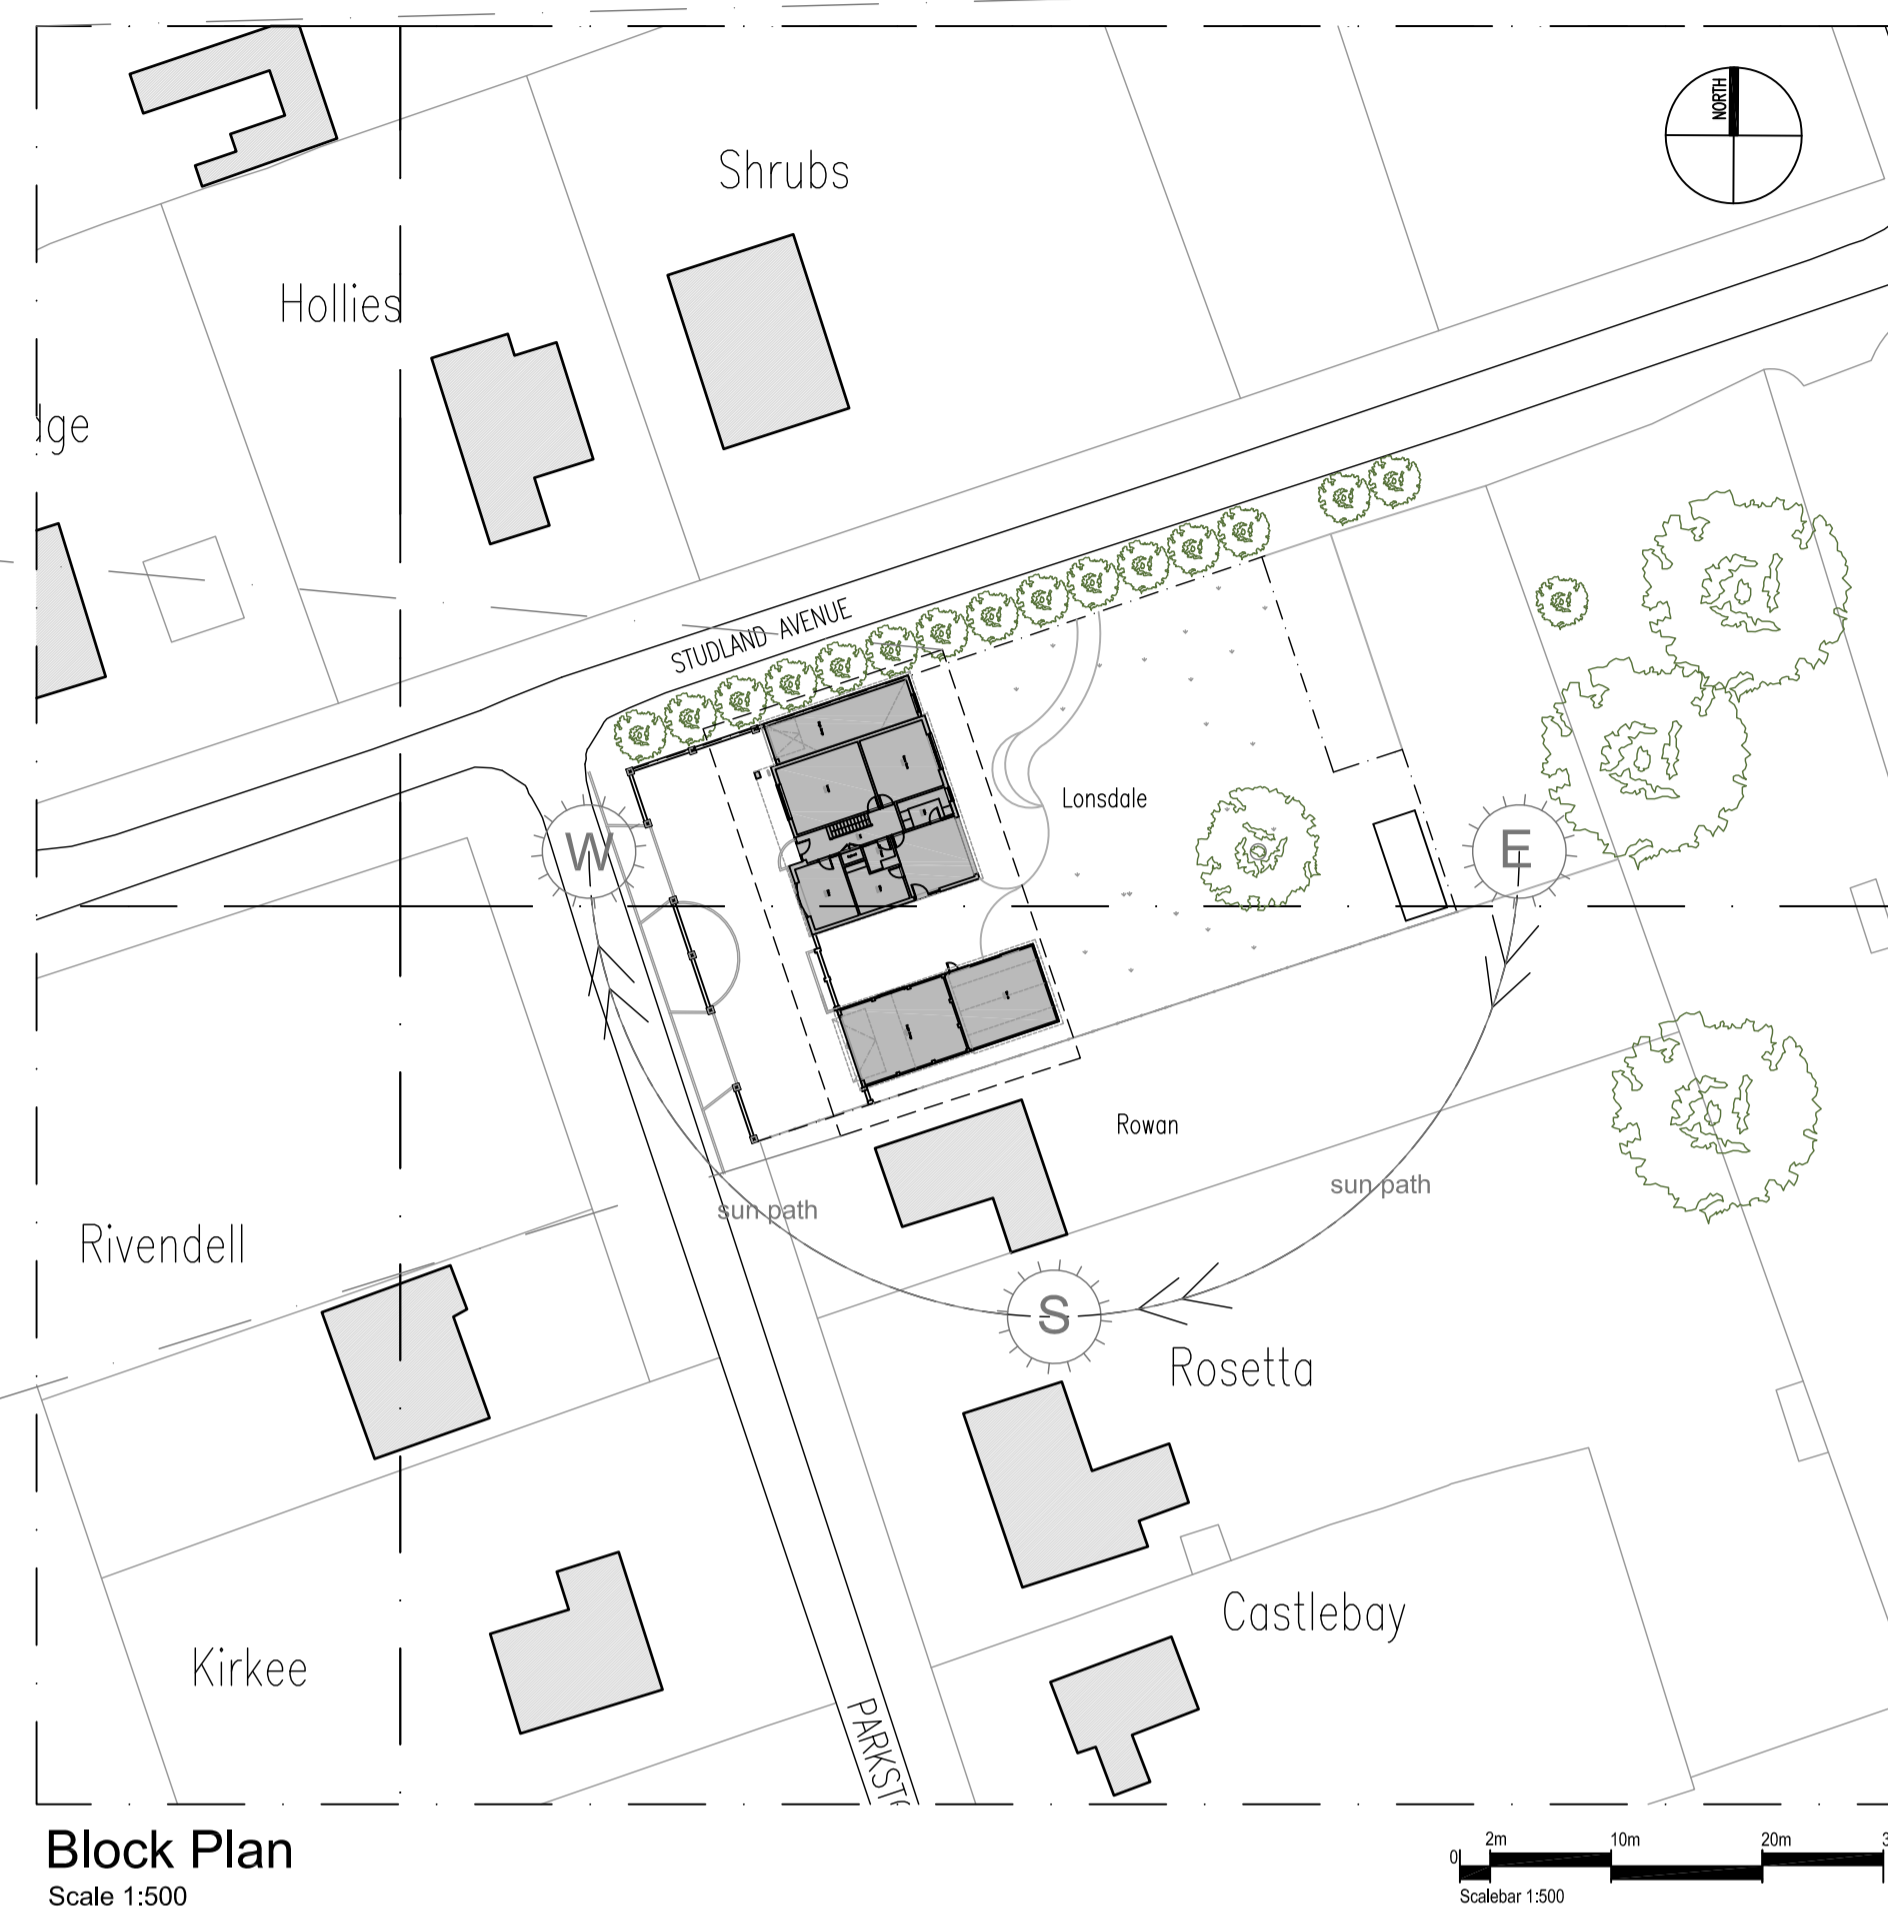 NORTH
Shrubs
Hollies
dge
STUDLAND AVENUE
Lonsdale
W
E
Rowan
sun path
sun path
Rivendell
S
Rosetta
Castlebay
Kirkee
PARKST
Block Plan
Scale 1:500
0 2m 10m 20m 3
Scalebar 1:500